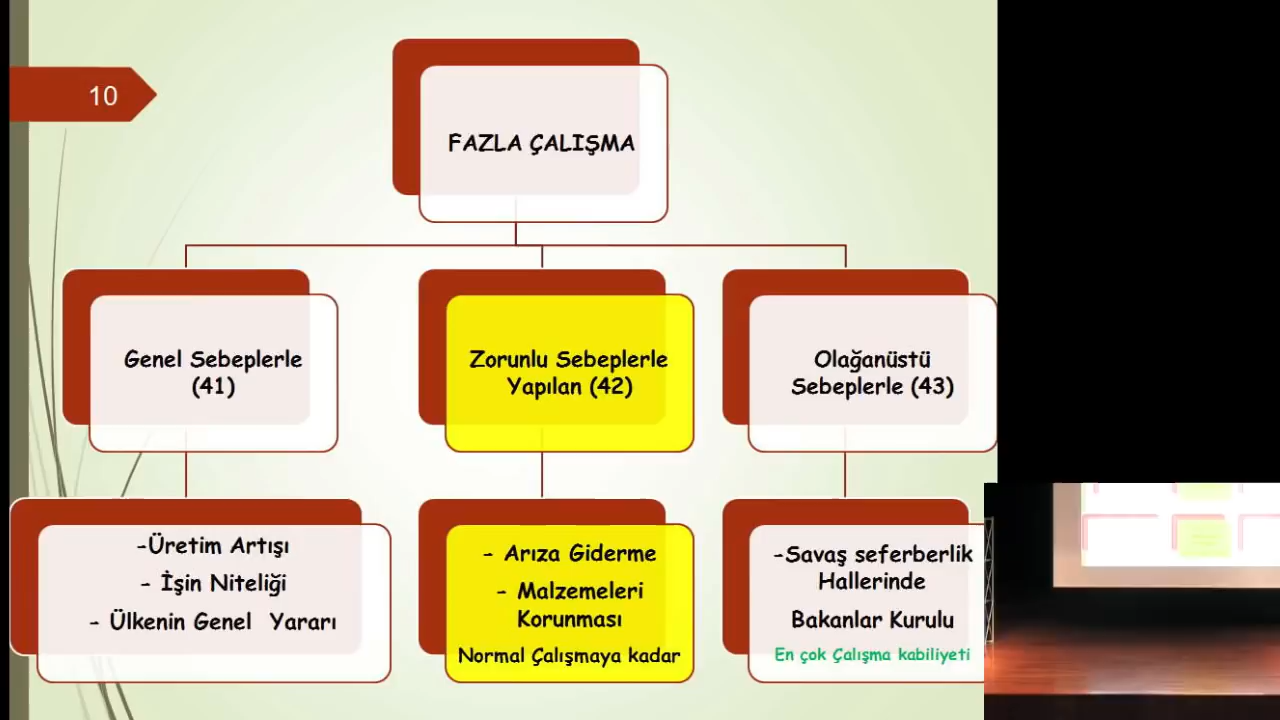 10
FAZLA ÇALIŞMA
Genel Sebeplerle
(41)
Zorunlu Sebeplerle
Yapılan (42)
Olağanüstü
Sebeplerle (43)
-Üretim Artışı
- İşin Niteliği
- Ülkenin Genel Yararı
- Arıza Giderme
- Malzemeleri
Korunması
Normal Çalışmaya kadar
-Savaş seferberlik
Hallerinde
Bakanlar Kurulu
En çok Çalışma kabiliyeti